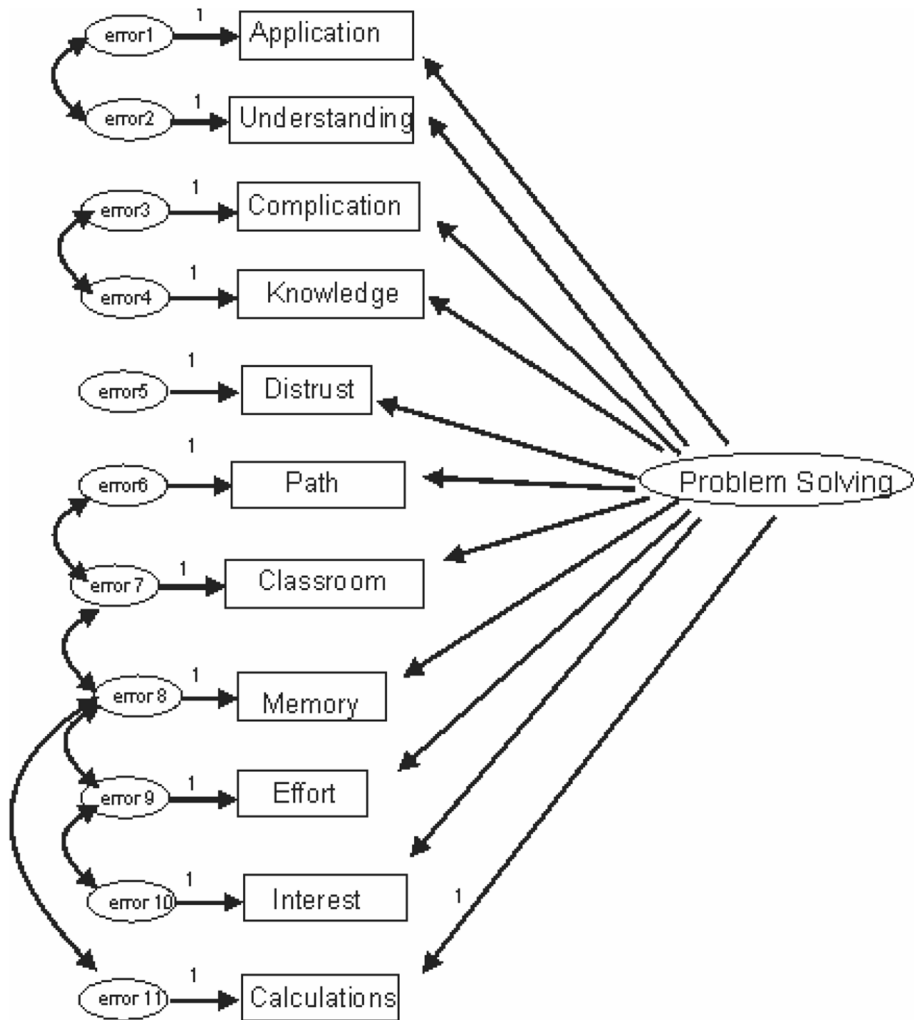 1
error1
Application
1
error2
Understanding
1
error3
Complication
1
error4
Knowledge
1
error5
Distrust
1
error6
Path
Problem Solving
1
error 7
Classroom
1
error 8
Memory
1
error 9
Effort
1
error 10
Interest
1
1
error 11
Calculations